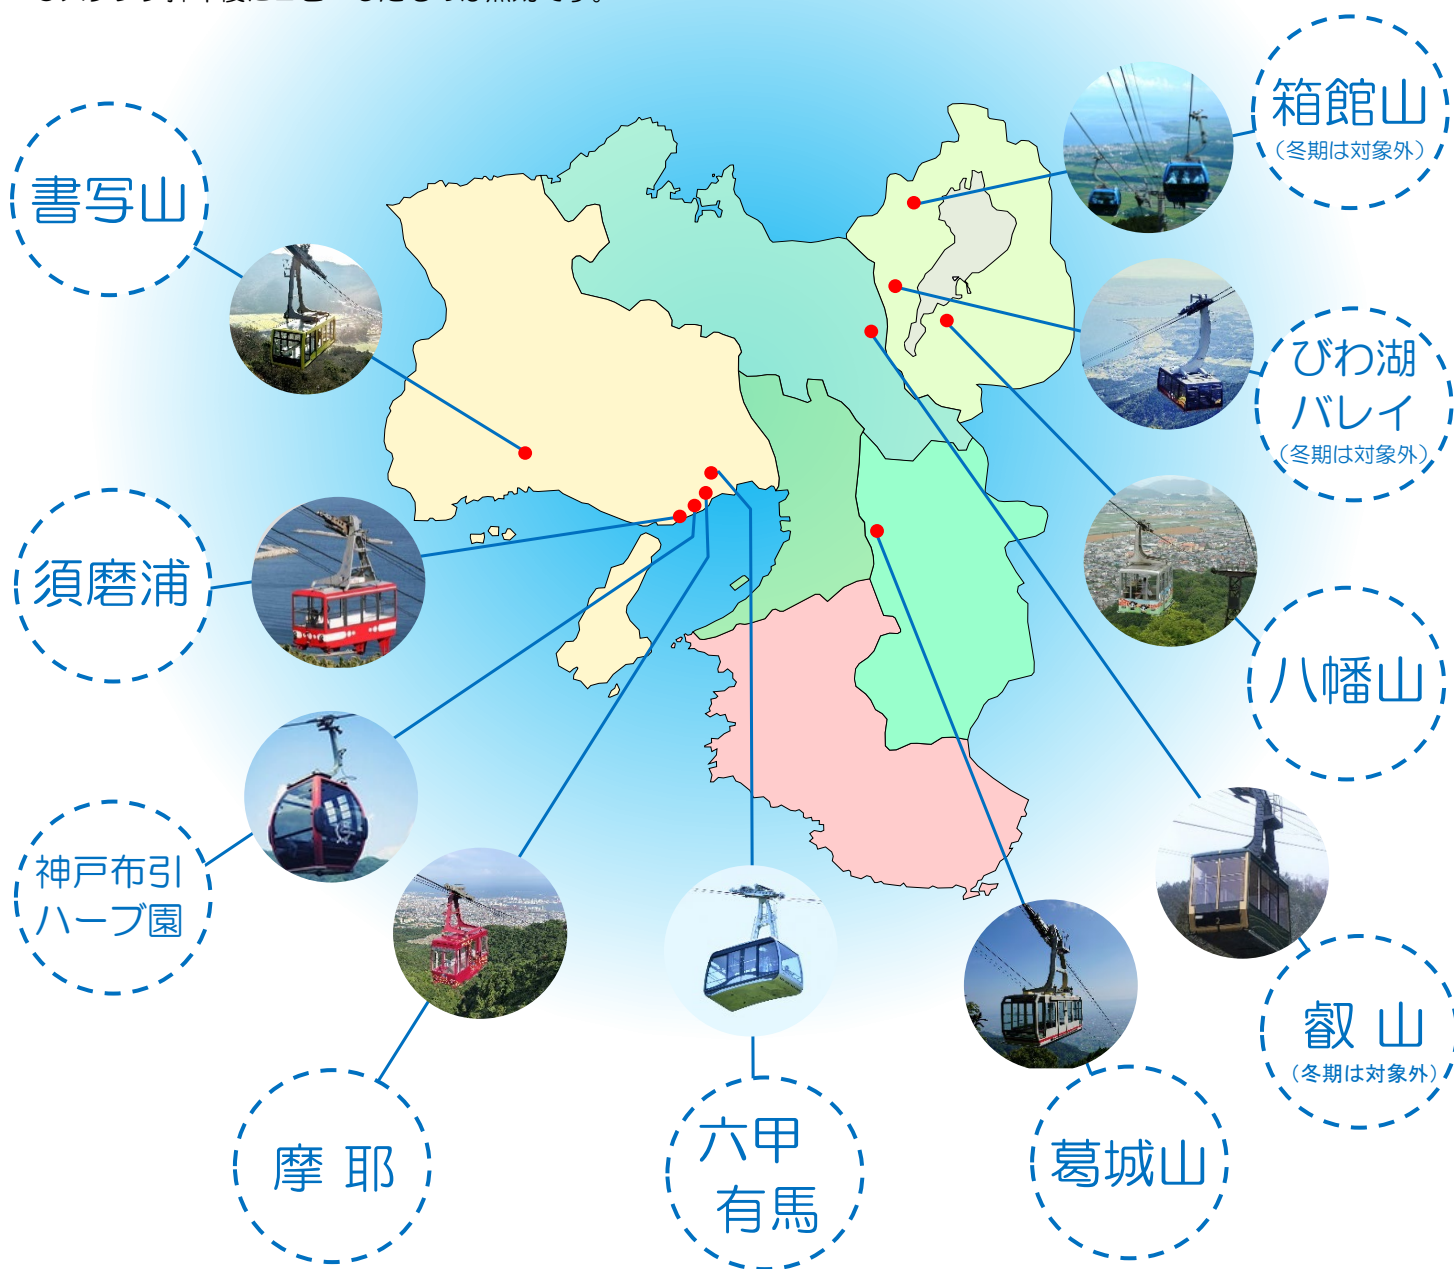 箱館山
（冬期は対象外）
書写山
びわ湖
バレイ
（冬期は対象外）
須磨浦
八幡山
神戸布引
ハーブ園
叡 山
（冬期は対象外）
摩 耶
六甲
有馬
葛城山